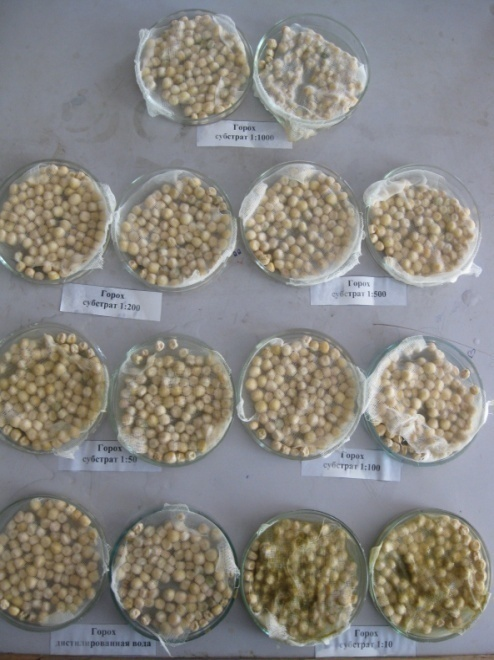 Горох
субстрат 1:1000
Горох
субстрат 1:200
Горох
субстрат 1:500
Горох
субстрат 1:50
Горох
субстрат 1:100
Горох
дистилированная вода
Горох
субстрат 1:10